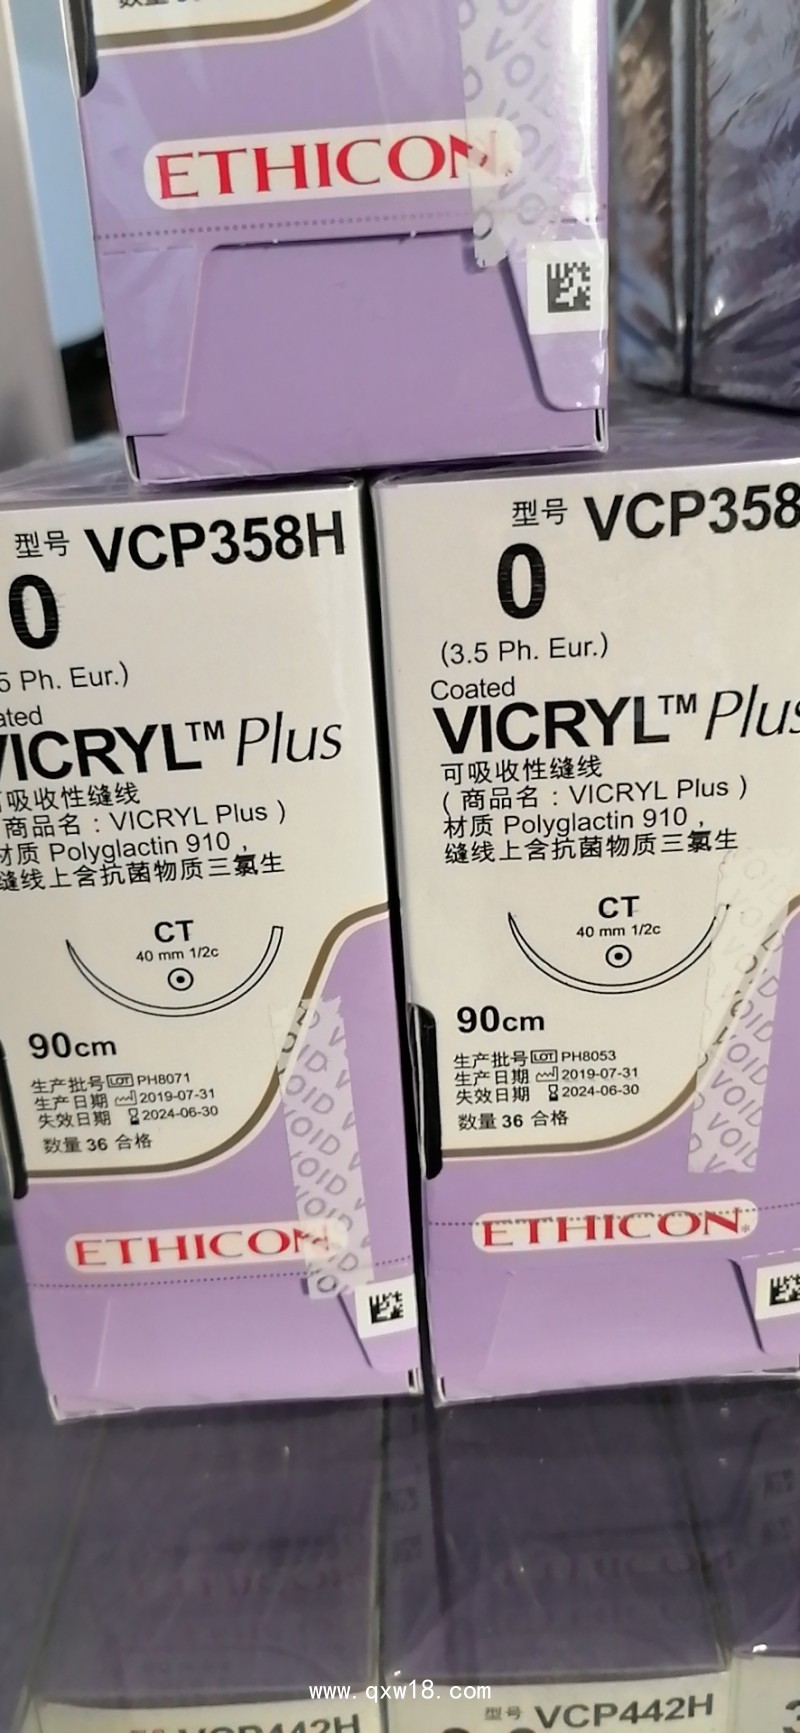 ETHICON
型号 VCP358H
0
5 Ph. Eur.)
ated
VICRYL™ Plus
可吸收性缝线
商品名：VICRYL Plus）
材质 Polyglactin 910，
缝线上含抗菌物质三氯生
CT
40 mm 1/2c
90cm
生产批号 LOT PH8071
生产日期 2019-07-31
失效日期 2024-06-30
数量 36 合格
ETHICON
型号 VCP358
0
(3.5 Ph. Eur.)
Coated
VICRYL™ Plus
可吸收性缝线
（商品名：VICRYL Plus）
材质 Polyglactin 910，
缝线上含抗菌物质三氯生
CT
40 mm 1/2c
90cm
生产批号 LOT PH8053
生产日期 2019-07-31
失效日期 2024-06-30
数量 36 合格
ETHICON
VOID VOID VOID
www.qxw18.com
VCP442H
型号 VCP442H